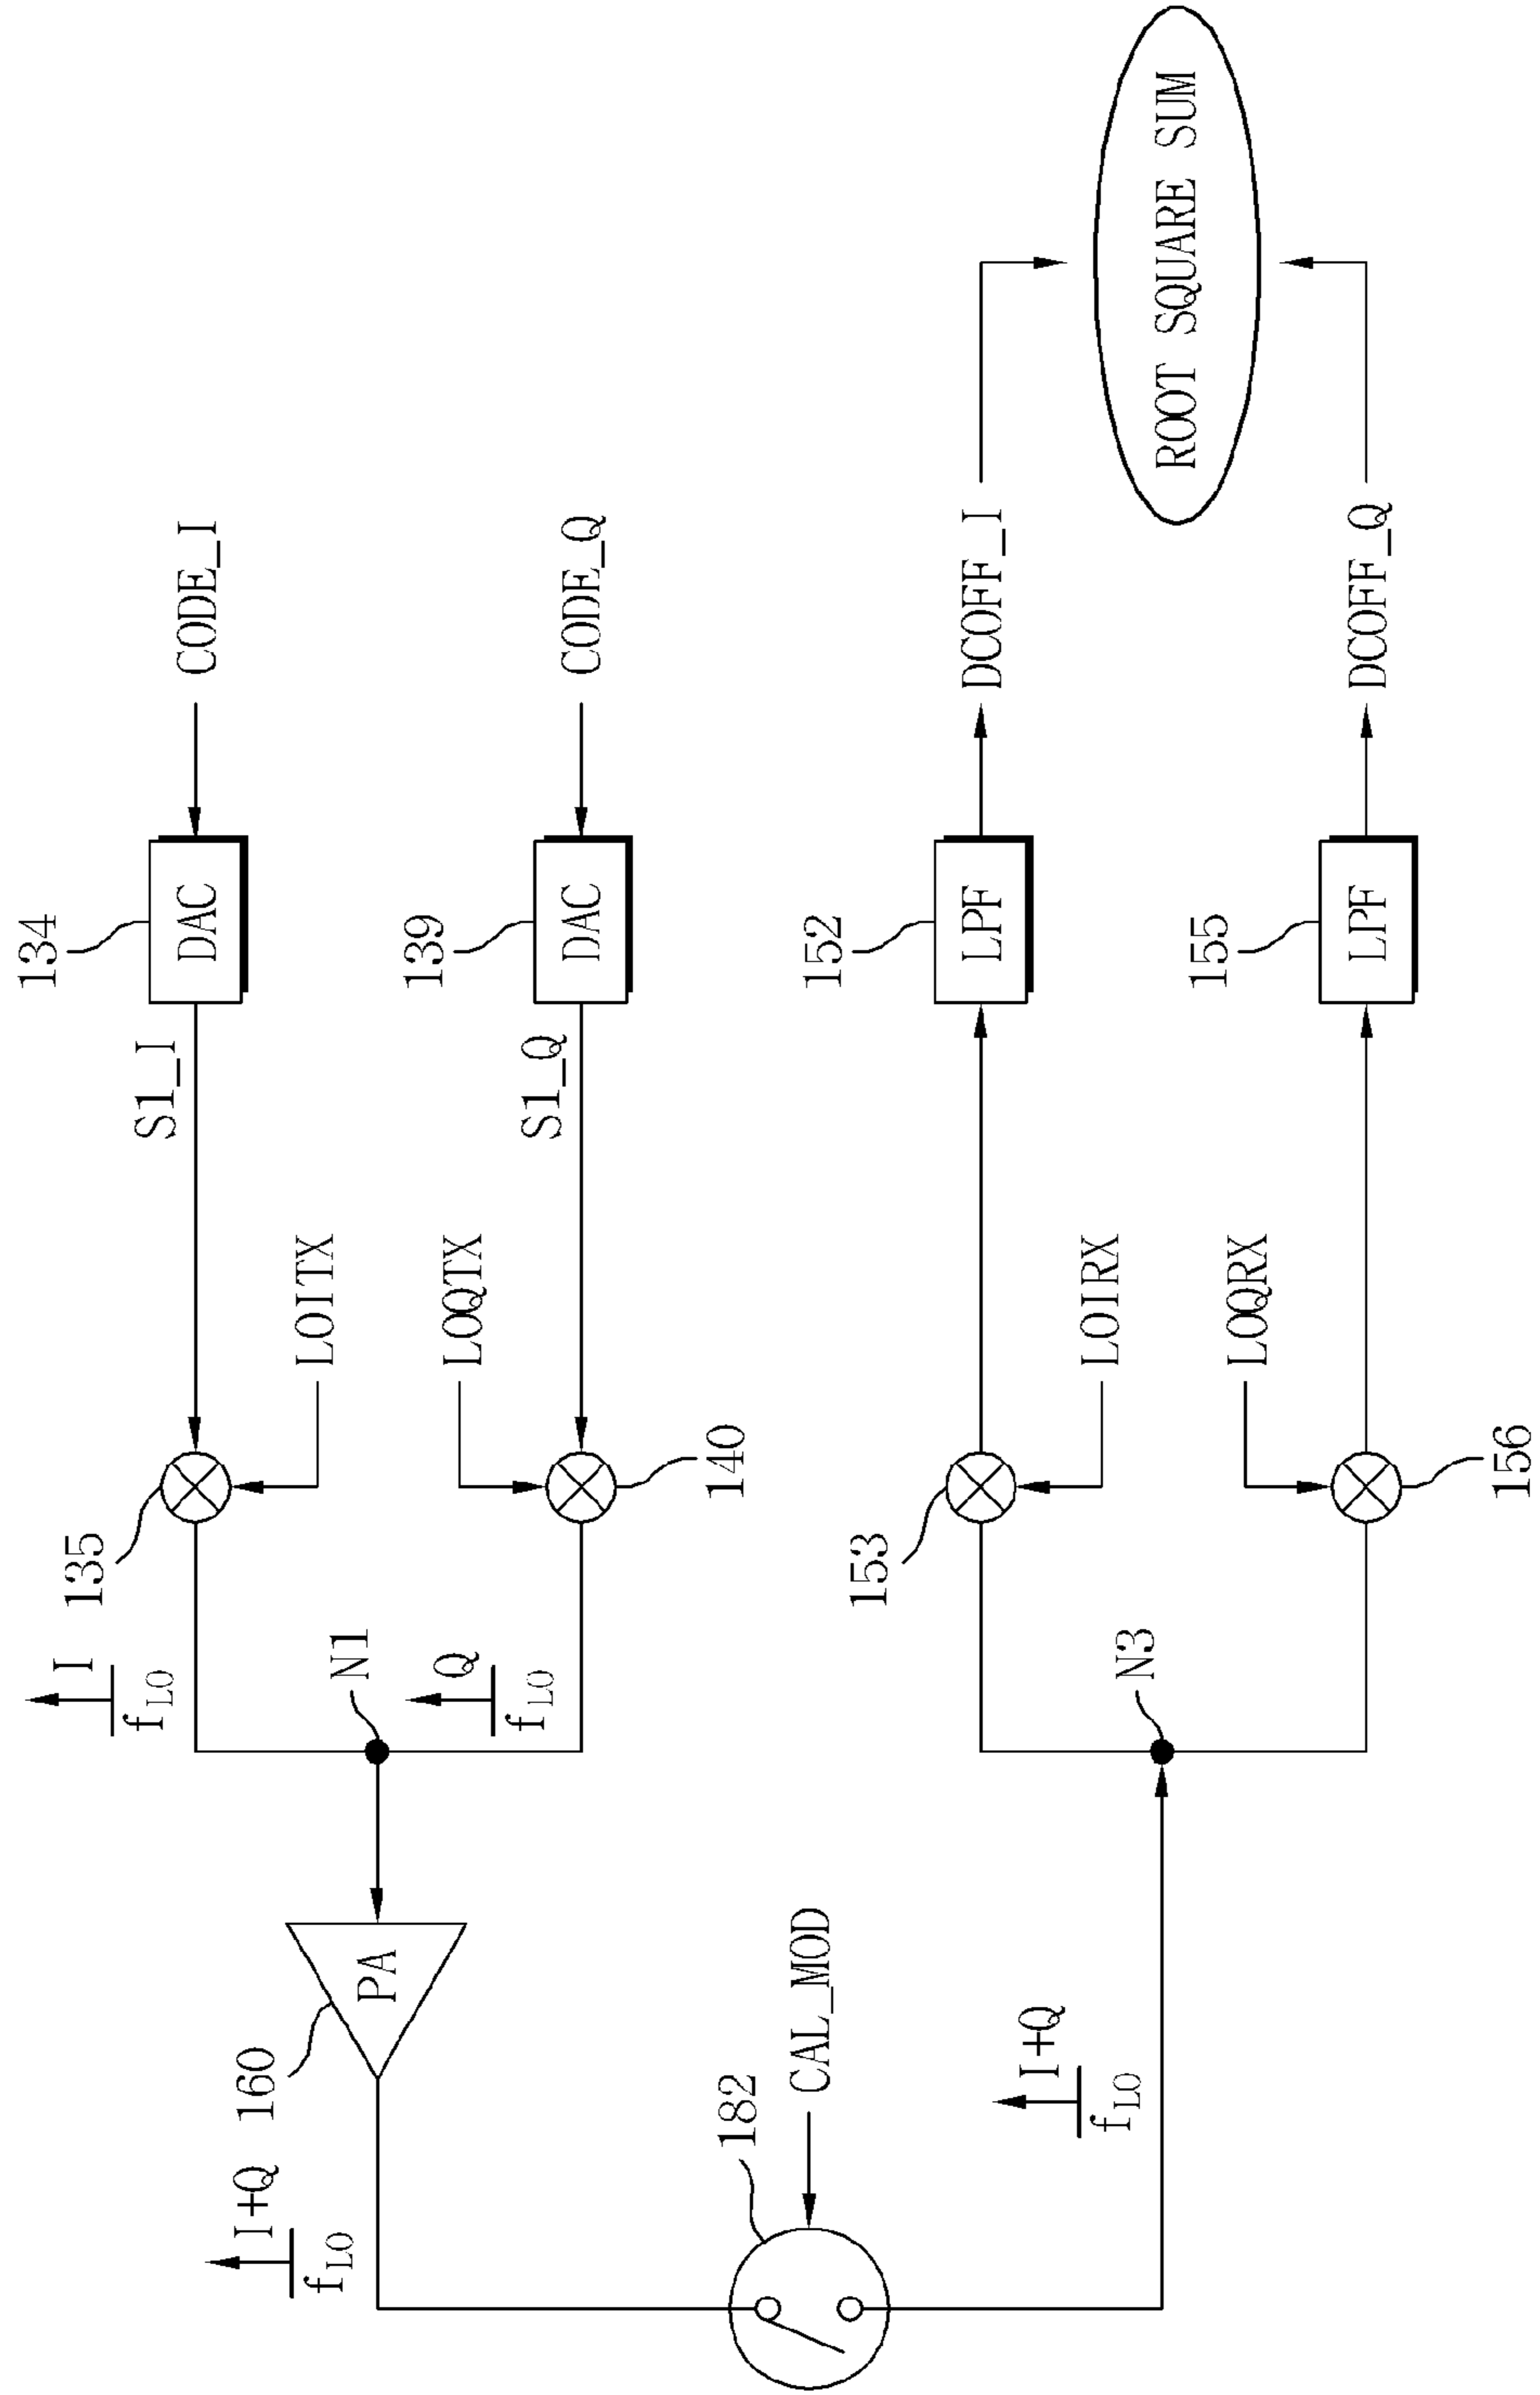 I+Q
fLO
160
PA
I
fLO
135
N1
Q
fLO
LOITX
LOQTX
140
S1_I
S1_Q
134
DAC
139
DAC
CODE_I
CODE_Q
182
CAL_MOD
I+Q
fLO
N3
153
LOIRX
LOQRX
156
152
LPF
155
LPF
DCOFF_I
DCOFF_Q
ROOT SQUARE SUM